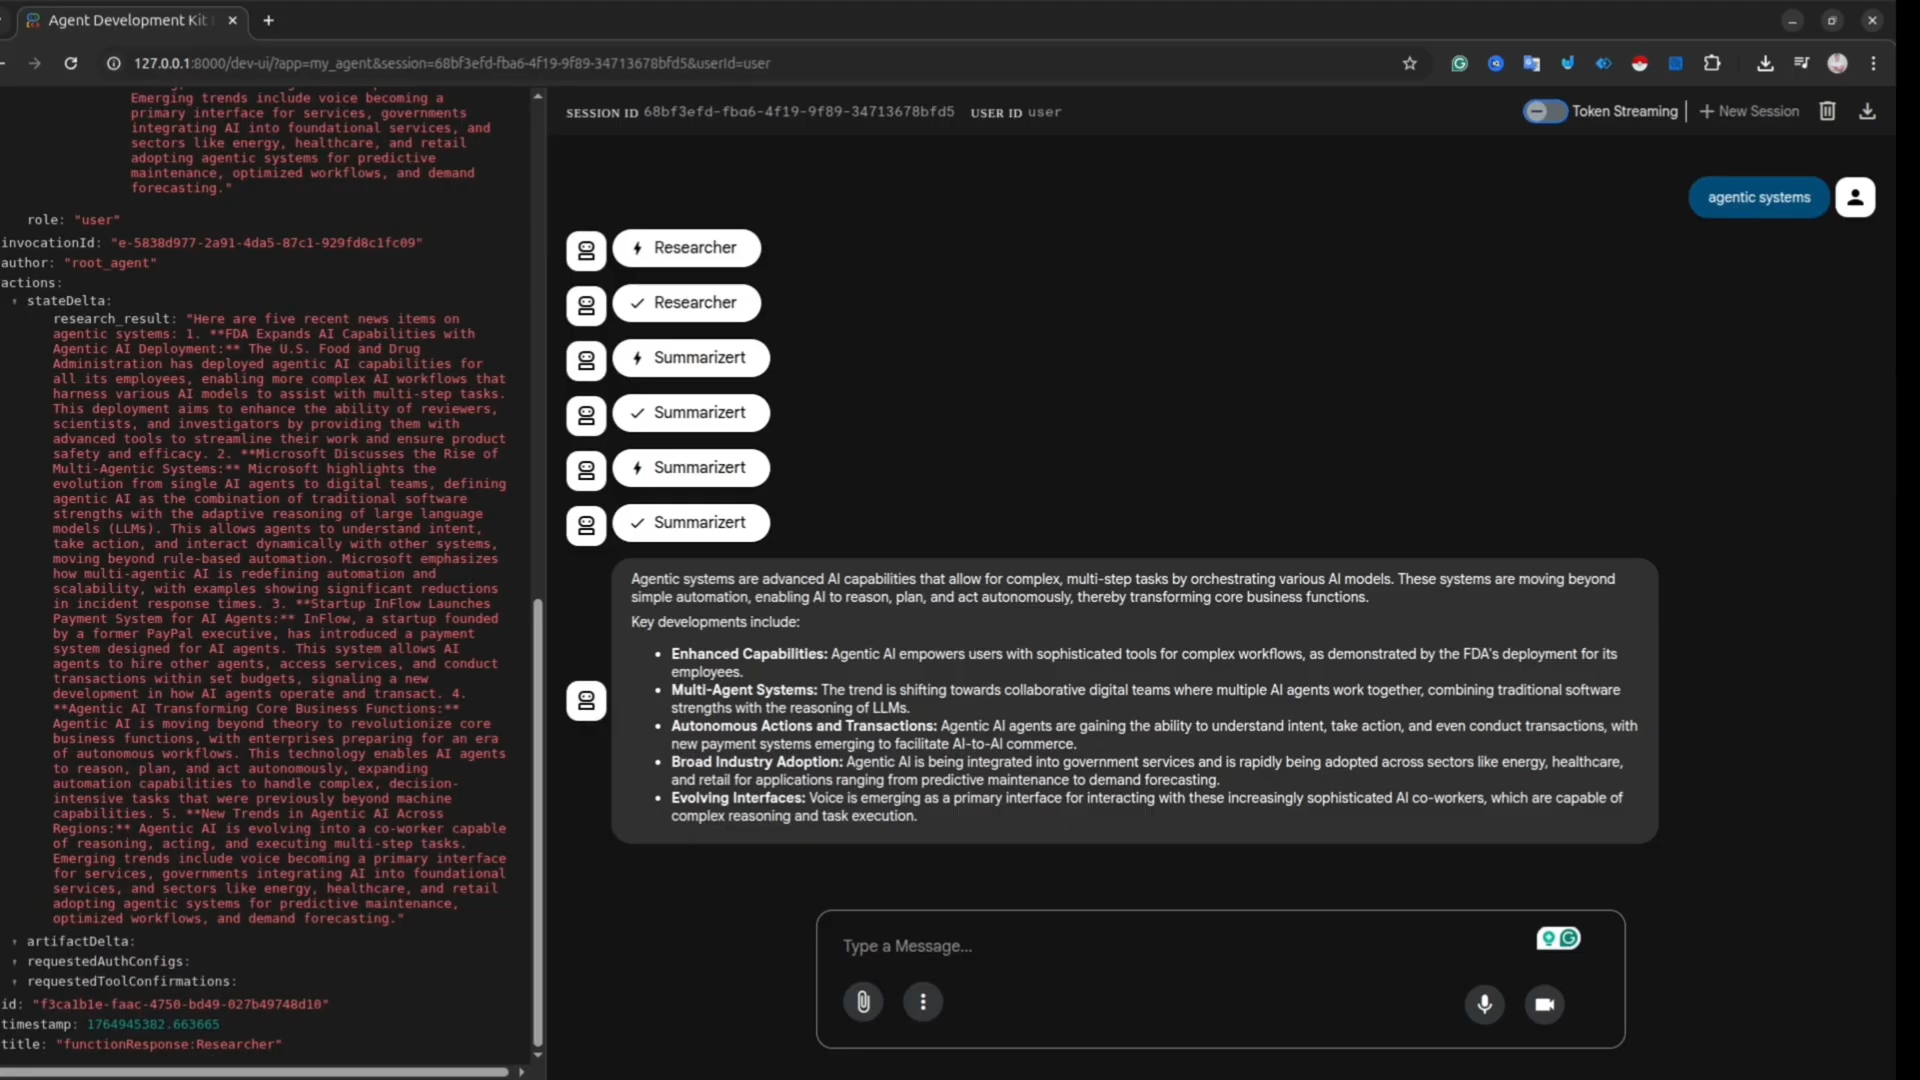 Agent Development Kit
127.0.0.1:8000/dev-ui/?app=my_agent&session=68bf3efd-fba6-4f19-9f89-34713678bfd5&userId=user
Emerging trends include voice becoming a
primary interface for services, governments
integrating AI into foundational services, and
sectors like energy, healthcare, and retail
adopting agentic systems for predictive
maintenance, optimized workflows, and demand
forecasting."
role: "user"
invocationId: "e-5838d977-2a91-4da5-87c1-929fd8c1fc09"
author: "root_agent"
actions:
stateDelta:
research_result: "Here are five recent news items on
agentic systems: 1. **FDA Expands AI Capabilities with
Agentic AI Deployment:** The U.S. Food and Drug
Administration has deployed agentic AI capabilities for
all its employees, enabling more complex AI workflows that
harness various AI models to assist with multi-step tasks.
This deployment aims to enhance the ability of reviewers,
scientists, and investigators by providing them with
advanced tools to streamline their work and ensure product
safety and efficacy. 2. **Microsoft Discusses the Rise of
Multi-Agentic Systems:** Microsoft highlights the
evolution from single AI agents to digital teams, defining
agentic AI as the combination of traditional software
strengths with the adaptive reasoning of large language
models (LLMs). This allows agents to understand intent,
take action, and interact dynamically with other systems,
moving beyond rule-based automation. Microsoft emphasizes
how multi-agentic AI is redefining automation and
scalability, with examples showing significant reductions
in incident response times. 3. **Startup InFlow Launches
Payment System for AI Agents:** InFlow, a startup founded
by a former PayPal executive, has introduced a payment
system designed for AI agents. This system allows AI
agents to hire other agents, access services, and conduct
transactions within set budgets, signaling a new
development in how AI agents operate and transact. 4.
**Agentic AI Transforming Core Business Functions:**
Agentic AI is moving beyond theory to revolutionize core
business functions, with enterprises preparing for an era
of autonomous workflows. This technology enables AI agents
to reason, plan, and act autonomously, expanding
automation capabilities to handle complex, decision-
intensive tasks that were previously beyond machine
capabilities. 5. **New Trends in Agentic AI Across
Regions:** Agentic AI is evolving into a co-worker capable
of reasoning, acting, and executing multi-step tasks.
Emerging trends include voice becoming a primary interface
for services, governments integrating AI into foundational
services, and sectors like energy, healthcare, and retail
adopting agentic systems for predictive maintenance,
optimized workflows, and demand forecasting."
artifactDelta:
requestedAuthConfigs:
requestedToolConfirmations:
id: "f3ca1b1e-faac-4750-bd49-027b49748d10"
timestamp: 1764945382.663665
title: "functionResponse:Researcher"
SESSION ID 68bf3efd-fba6-4f19-9f89-34713678bfd5 USER ID user
Token Streaming
New Session
agentic systems
Researcher
Researcher
Summarizert
Summarizert
Summarizert
Summarizert
Agentic systems are advanced AI capabilities that allow for complex, multi-step tasks by orchestrating various AI models. These systems are moving beyond
simple automation, enabling AI to reason, plan, and act autonomously, thereby transforming core business functions.
Key developments include:
• Enhanced Capabilities: Agentic AI empowers users with sophisticated tools for complex workflows, as demonstrated by the FDA's deployment for its
employees.
• Multi-Agent Systems: The trend is shifting towards collaborative digital teams where multiple AI agents work together, combining traditional software
strengths with the reasoning of LLMs.
• Autonomous Actions and Transactions: Agentic AI agents are gaining the ability to understand intent, take action, and even conduct transactions, with
new payment systems emerging to facilitate AI-to-AI commerce.
• Broad Industry Adoption: Agentic AI is being integrated into government services and is rapidly being adopted across sectors like energy, healthcare,
and retail for applications ranging from predictive maintenance to demand forecasting.
• Evolving Interfaces: Voice is emerging as a primary interface for interacting with these increasingly sophisticated AI co-workers, which are capable of
complex reasoning and task execution.
Type a Message...